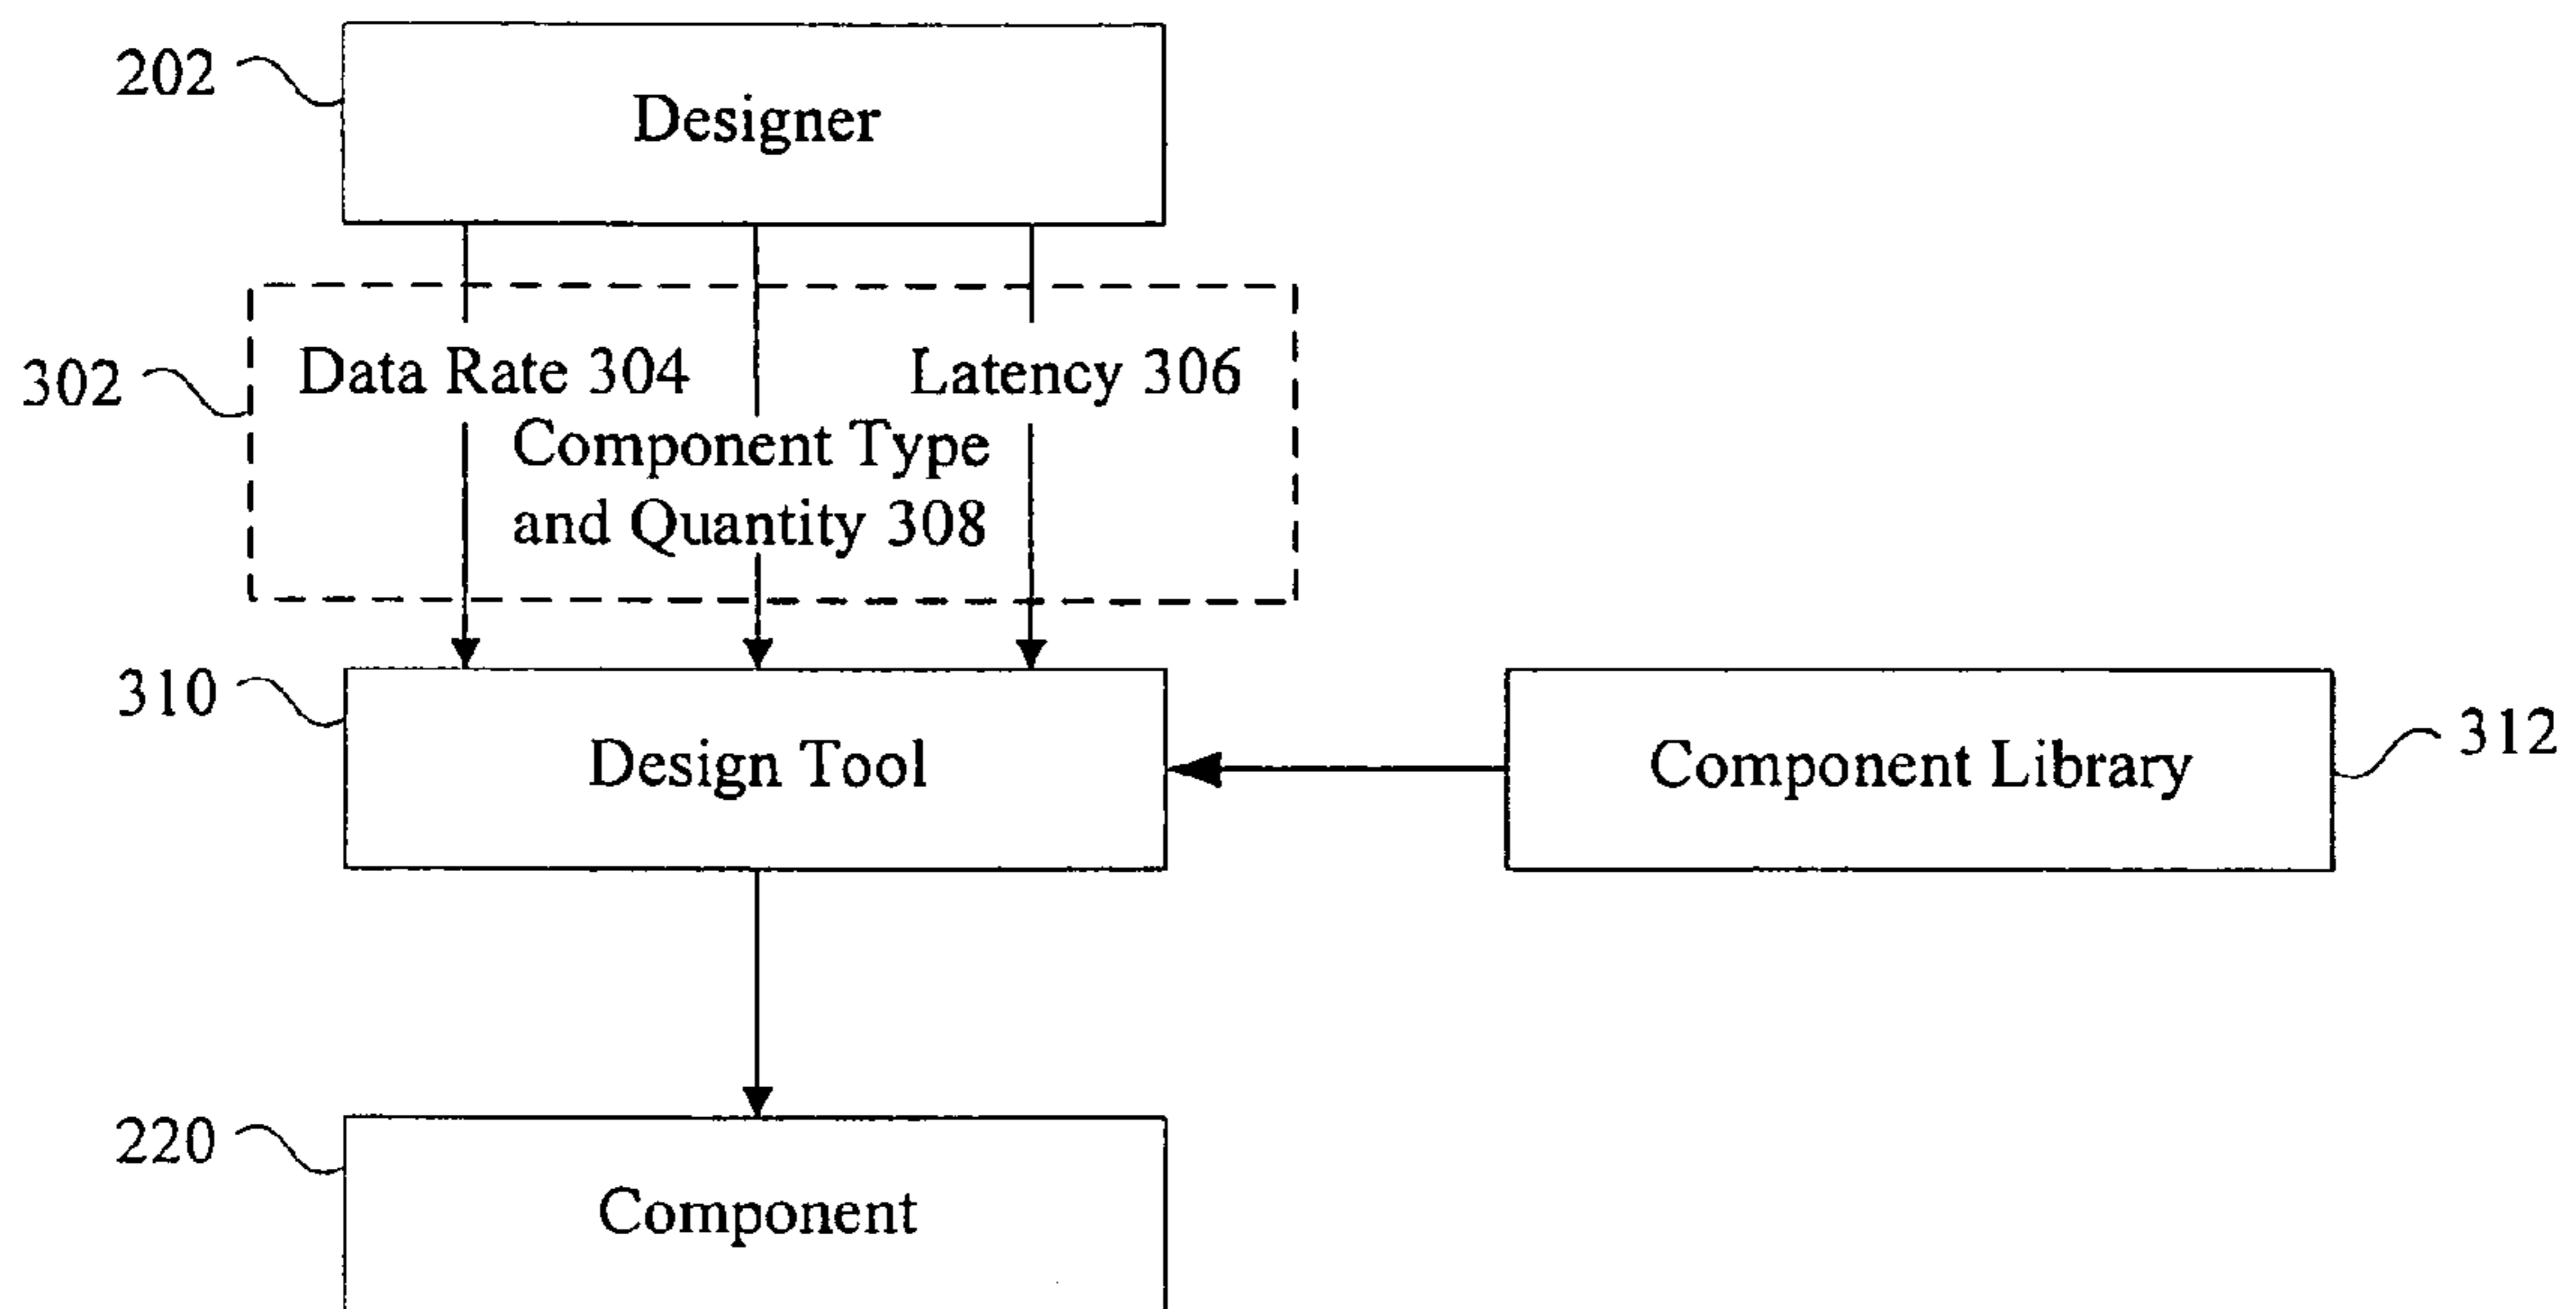 202
Designer
302
Data Rate 304
Latency 306
Component Type
and Quantity 308
310
Design Tool
Component Library
312
220
Component